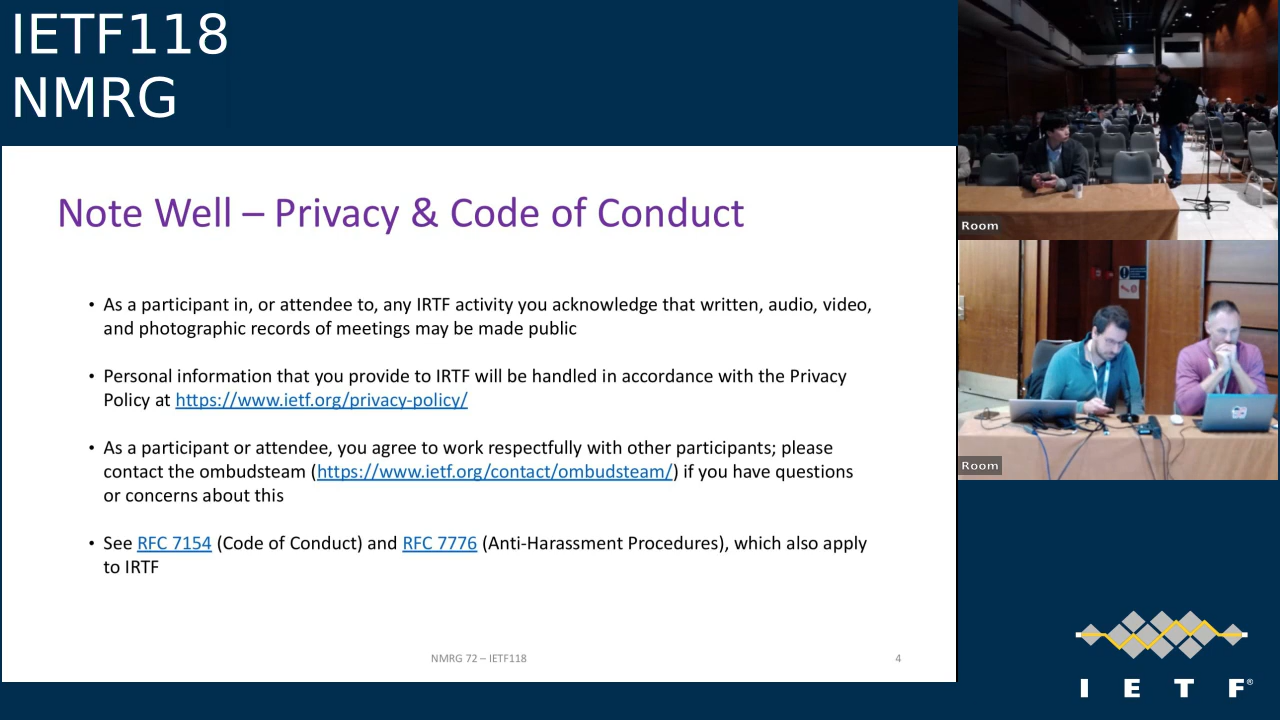 IETF118
NMRG
Note Well – Privacy & Code of Conduct
• As a participant in, or attendee to, any IRTF activity you acknowledge that written, audio, video,
and photographic records of meetings may be made public
• Personal information that you provide to IRTF will be handled in accordance with the Privacy
Policy at https://www.ietf.org/privacy-policy/
• As a participant or attendee, you agree to work respectfully with other participants; please
contact the ombudsteam (https://www.ietf.org/contact/ombudsteam/) if you have questions
or concerns about this
• See RFC 7154 (Code of Conduct) and RFC 7776 (Anti-Harassment Procedures), which also apply
to IRTF
NMRG 72 – IETF118
4
Room
Room
I E T F®